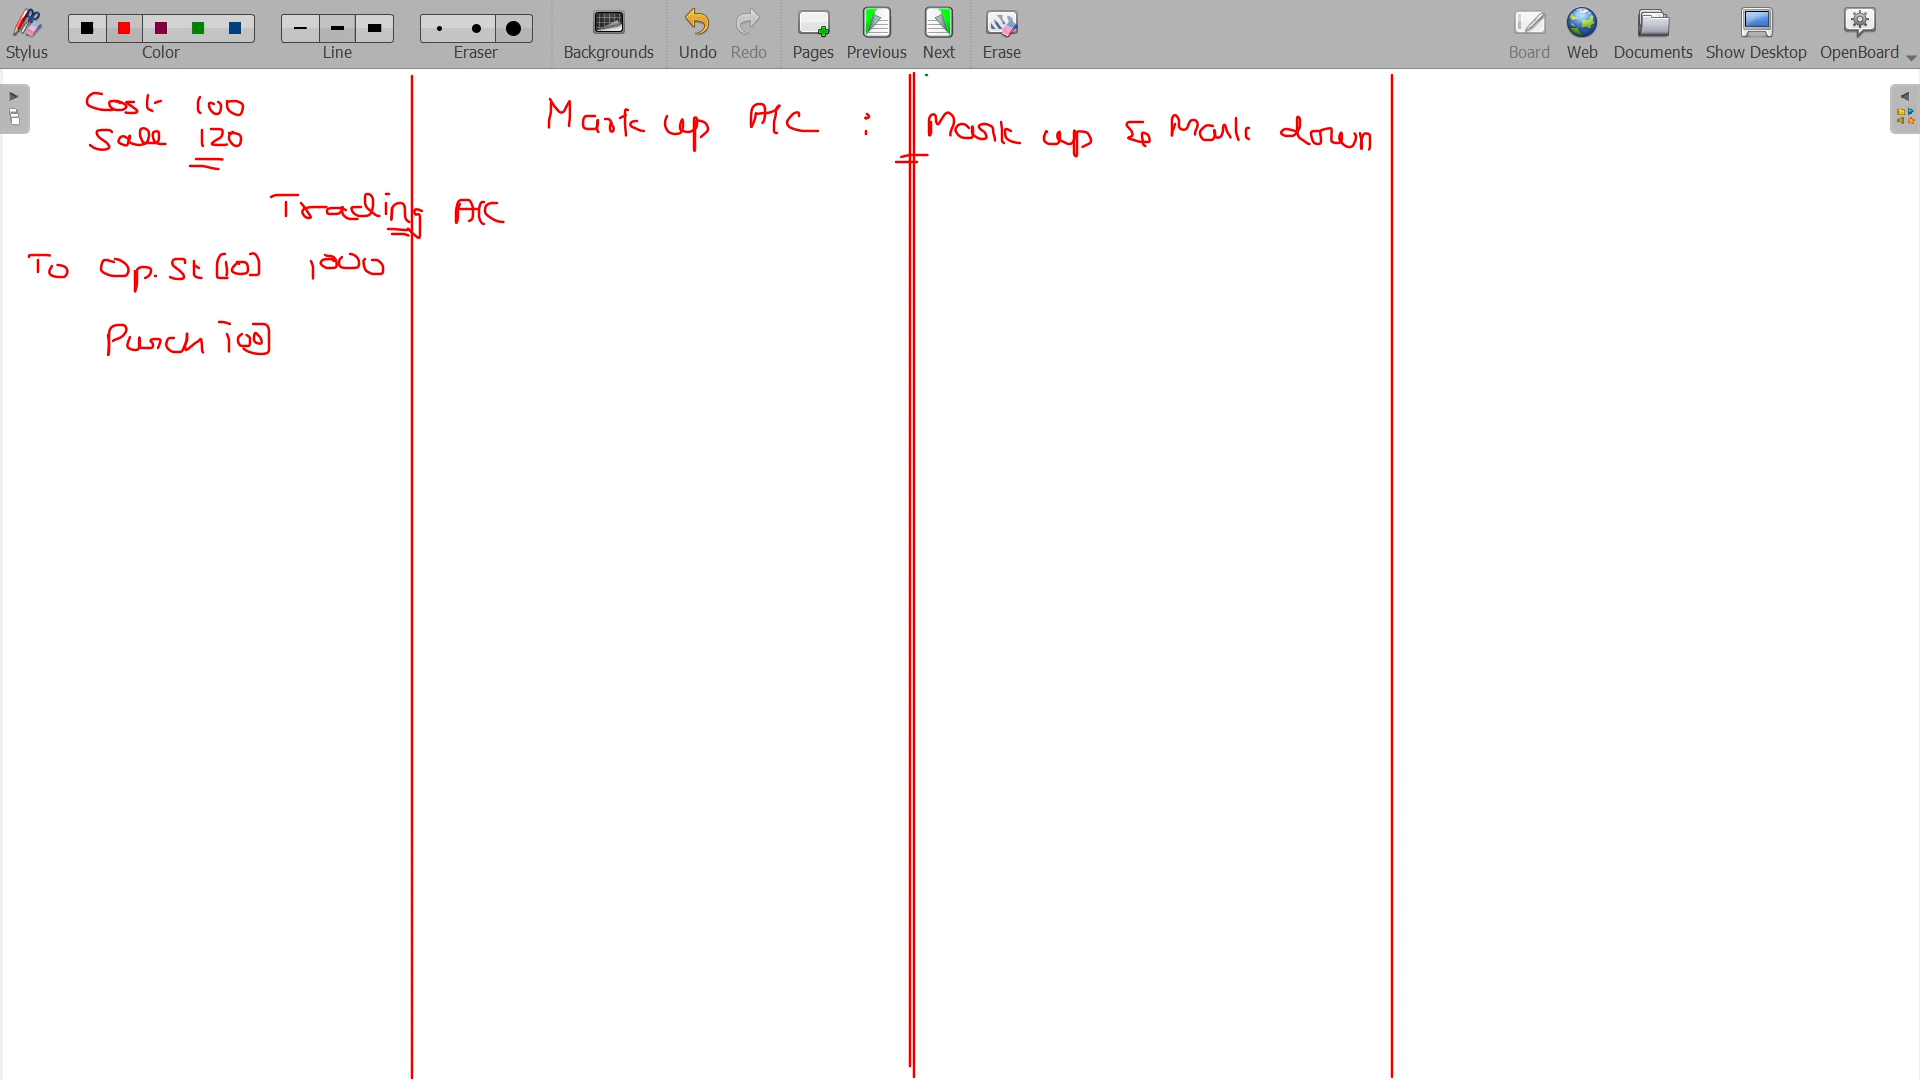 Stylus Color Line Eraser Backgrounds Undo Redo Pages Previous Next Erase Board Web Documents Show Desktop OpenBoard
Cost 100
Sale 120
Mark up A/C : Mark up & Mark down
Trading A/C
To Op. St [10] 1000
Purch [100]